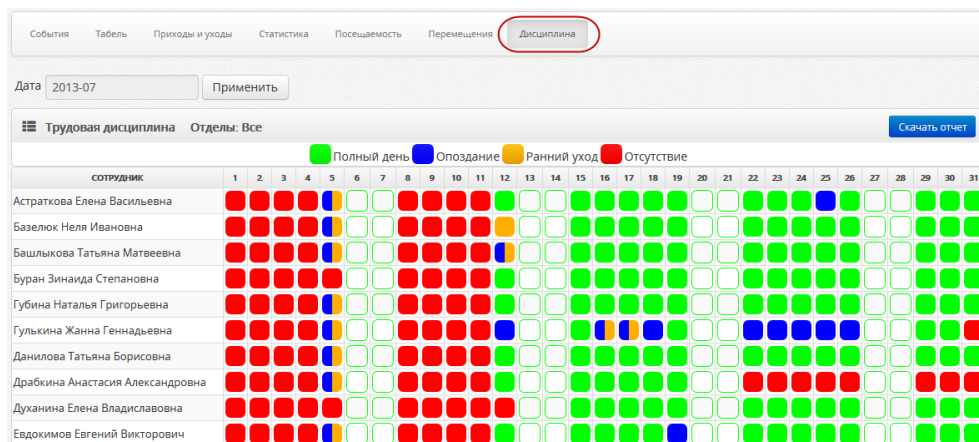 События Табель Приходы и уходы Статистика Посещаемость Перемещения Дисциплина
Дата 2013-07 Применить
Трудовая дисциплина Отделы: Все Скачать отчет
Полный день Опоздание Ранний уход Отсутствие
СОТРУДНИК 1 2 3 4 5 6 7 8 9 10 11 12 13 14 15 16 17 18 19 20 21 22 23 24 25 26 27 28 29 30 31
Астраткова Елена Васильевна
Базелюк Неля Ивановна
Башлыкова Татьяна Матвеевна
Буран Зинаида Степановна
Губина Наталья Григорьевна
Гулькина Жанна Геннадьевна
Данилова Татьяна Борисовна
Драбкина Анастасия Александровна
Духанина Елена Владиславовна
Евдокимов Евгений Викторович